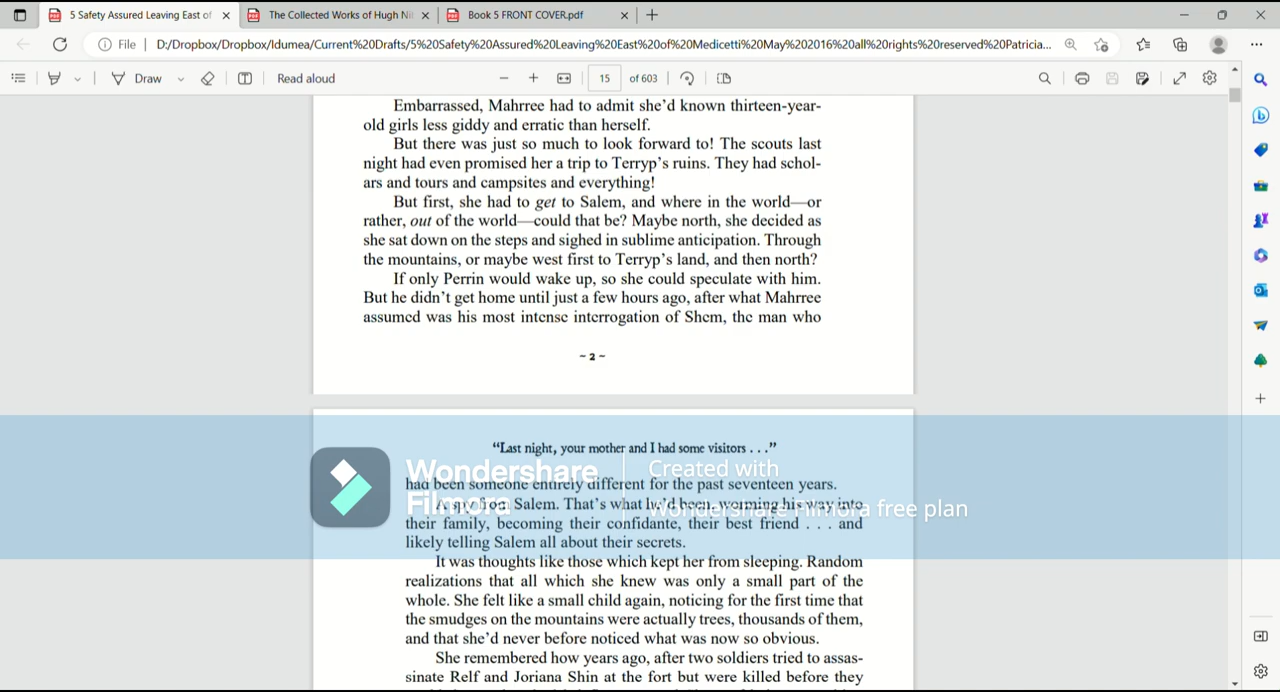 5 Safety Assured Leaving East of
The Collected Works of Hugh Ni
Book 5 FRONT COVER.pdf
File
D:/Dropbox/Dropbox/Idumea/Current%20Drafts/5%20Safety%20Assured%20Leaving%20East%20of%20Medicetti%20May%202016%20all%20rights%20reserved%20Patricia...
Draw
Read aloud
15
of 603
Embarrassed, Mahrree had to admit she’d known thirteen-year-
old girls less giddy and erratic than herself.
But there was just so much to look forward to! The scouts last
night had even promised her a trip to Terryp’s ruins. They had schol-
ars and tours and campsites and everything!
But first, she had to get to Salem, and where in the world—or
rather, out of the world—could that be? Maybe north, she decided as
she sat down on the steps and sighed in sublime anticipation. Through
the mountains, or maybe west first to Terryp’s land, and then north?
If only Perrin would wake up, so she could speculate with him.
But he didn’t get home until just a few hours ago, after what Mahrree
assumed was his most intense interrogation of Shem, the man who
~ 2 ~
“Last night, your mother and I had some visitors . . .”
had been someone entirely different for the past seventeen years.
A spy from Salem. That’s what he’d been, worming his way into
their family, becoming their confidante, their best friend . . . and
likely telling Salem all about their secrets.
It was thoughts like those which kept her from sleeping. Random
realizations that all which she knew was only a small part of the
whole. She felt like a small child again, noticing for the first time that
the smudges on the mountains were actually trees, thousands of them,
and that she’d never before noticed what was now so obvious.
She remembered how years ago, after two soldiers tried to assas-
sinate Relf and Joriana Shin at the fort but were killed before they
Wondershare
Filmora
Created with
Wondershare Filmora free plan